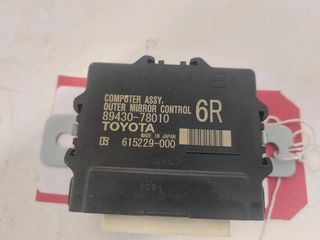 COMPUTER ASSY.
OUTER MIRROR CONTROL 6R
89430-78010
TOYOTA MADE IN JAPAN
615229-000